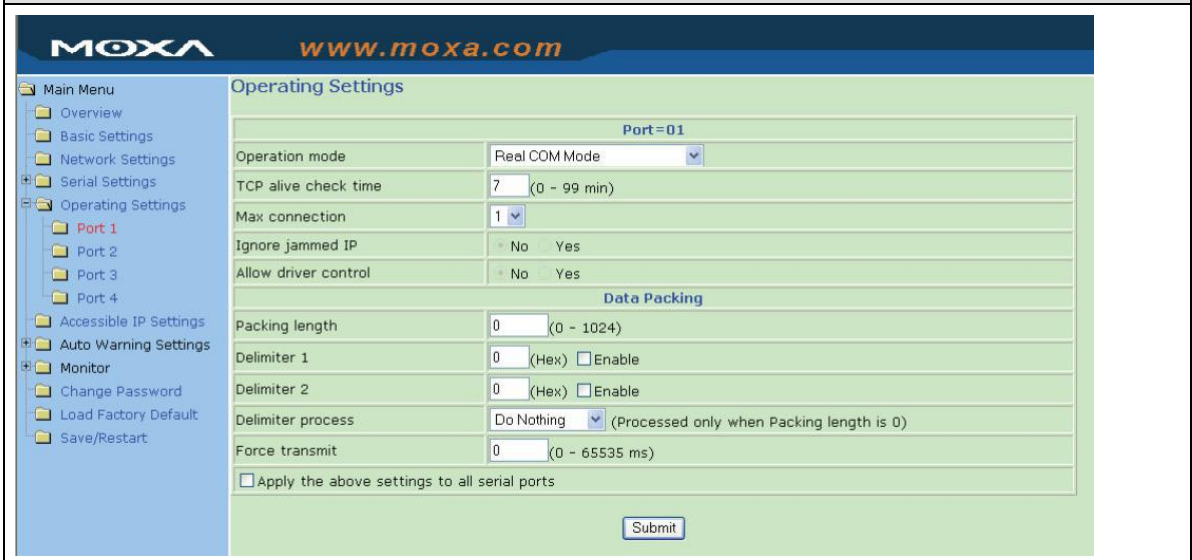 MOXA www.moxa.com
Main Menu
Overview
Basic Settings
Network Settings
Serial Settings
Operating Settings
Port 1
Port 2
Port 3
Port 4
Accessible IP Settings
Auto Warning Settings
Monitor
Change Password
Load Factory Default
Save/Restart
Operating Settings
Port=01
Operation mode Real COM Mode
TCP alive check time 7 (0 - 99 min)
Max connection 1
Ignore jammed IP No Yes
Allow driver control No Yes
Data Packing
Packing length 0 (0 - 1024)
Delimiter 1 0 (Hex) Enable
Delimiter 2 0 (Hex) Enable
Delimiter process Do Nothing (Processed only when Packing length is 0)
Force transmit 0 (0 - 65535 ms)
Apply the above settings to all serial ports
Submit